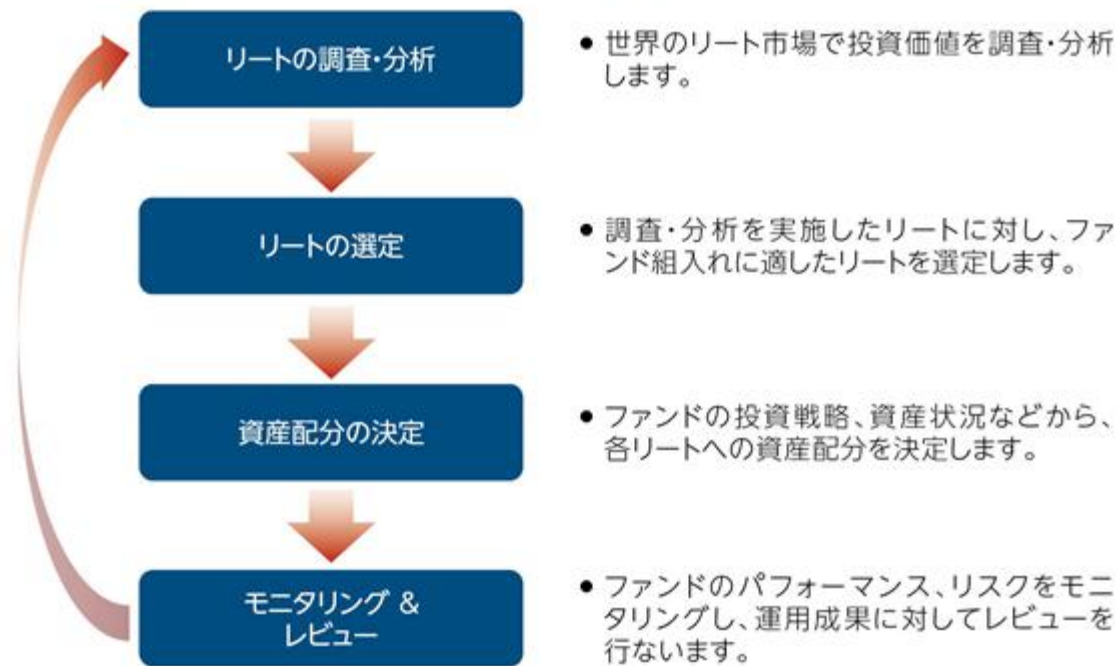 リートの調査・分析
● 世界のリート市場で投資価値を調査・分析
します。
リートの選定
● 調査・分析を実施したリートに対し、ファ
ンド組入れに適したリートを選定します。
資産配分の決定
● ファンドの投資戦略、資産状況などから、
各リートへの資産配分を決定します。
モニタリング &
レビュー
● ファンドのパフォーマンス、リスクをモニ
タリングし、運用成果に対してレビューを
行ないます。